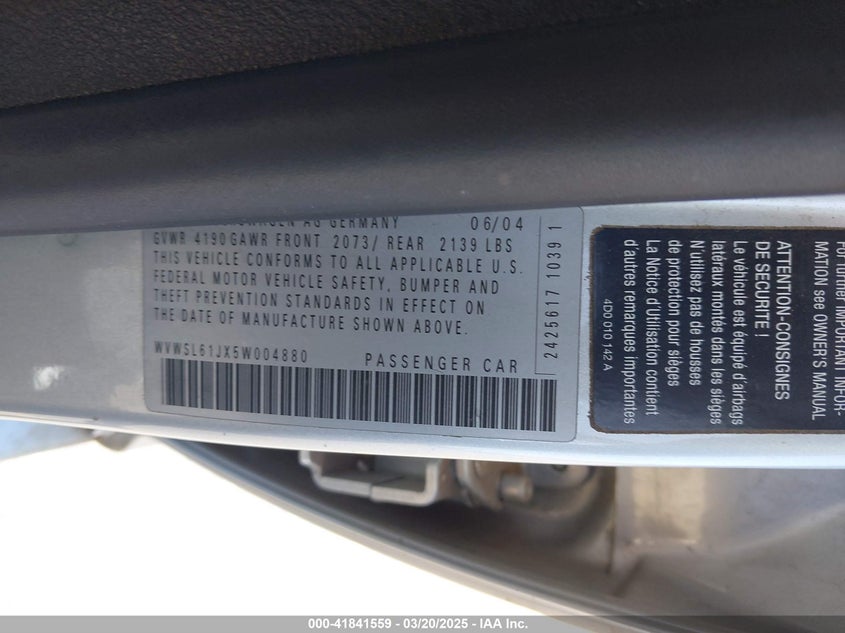 AG GERMANY 06/04
GVWR 4190 GAWR FRONT 2073/ REAR 2139 LBS
THIS VEHICLE CONFORMS TO ALL APPLICABLE U.S.
FEDERAL MOTOR VEHICLE SAFETY, BUMPER AND
THEFT PREVENTION STANDARDS IN EFFECT ON
THE DATE OF MANUFACTURE SHOWN ABOVE.
WVWSL61JX5W004880 PASSENGER CAR
2425617 1039 1
For further IMPORTANT INFOR-
MATION see OWNER'S MANUAL
ATTENTION-CONSIGNES
DE SECURITE !
Le véhicule est équipé d'airbags
latéraux montés dans les sièges
N'utilisez pas de housses
de protection pour sièges
La Notice d'Utilisation contient
d'autres remarques importantes
4D0 010 142 A
000-41841559 — 03/20/2025 — IAA Inc.